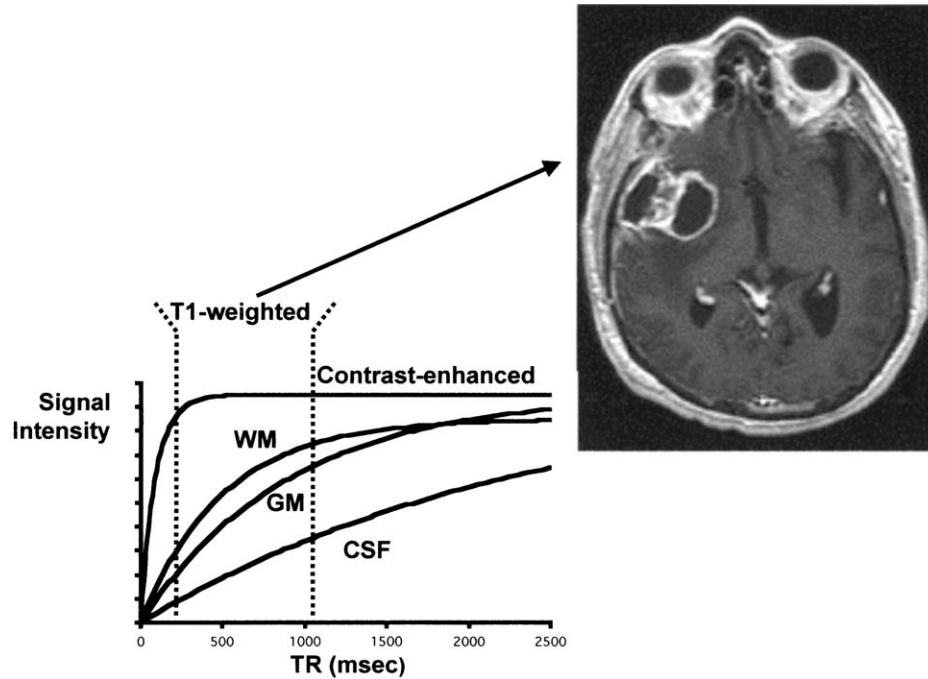 T1-weighted
Contrast-enhanced
Signal
Intensity
WM
GM
CSF
0 500 1000 1500 2000 2500
TR (msec)